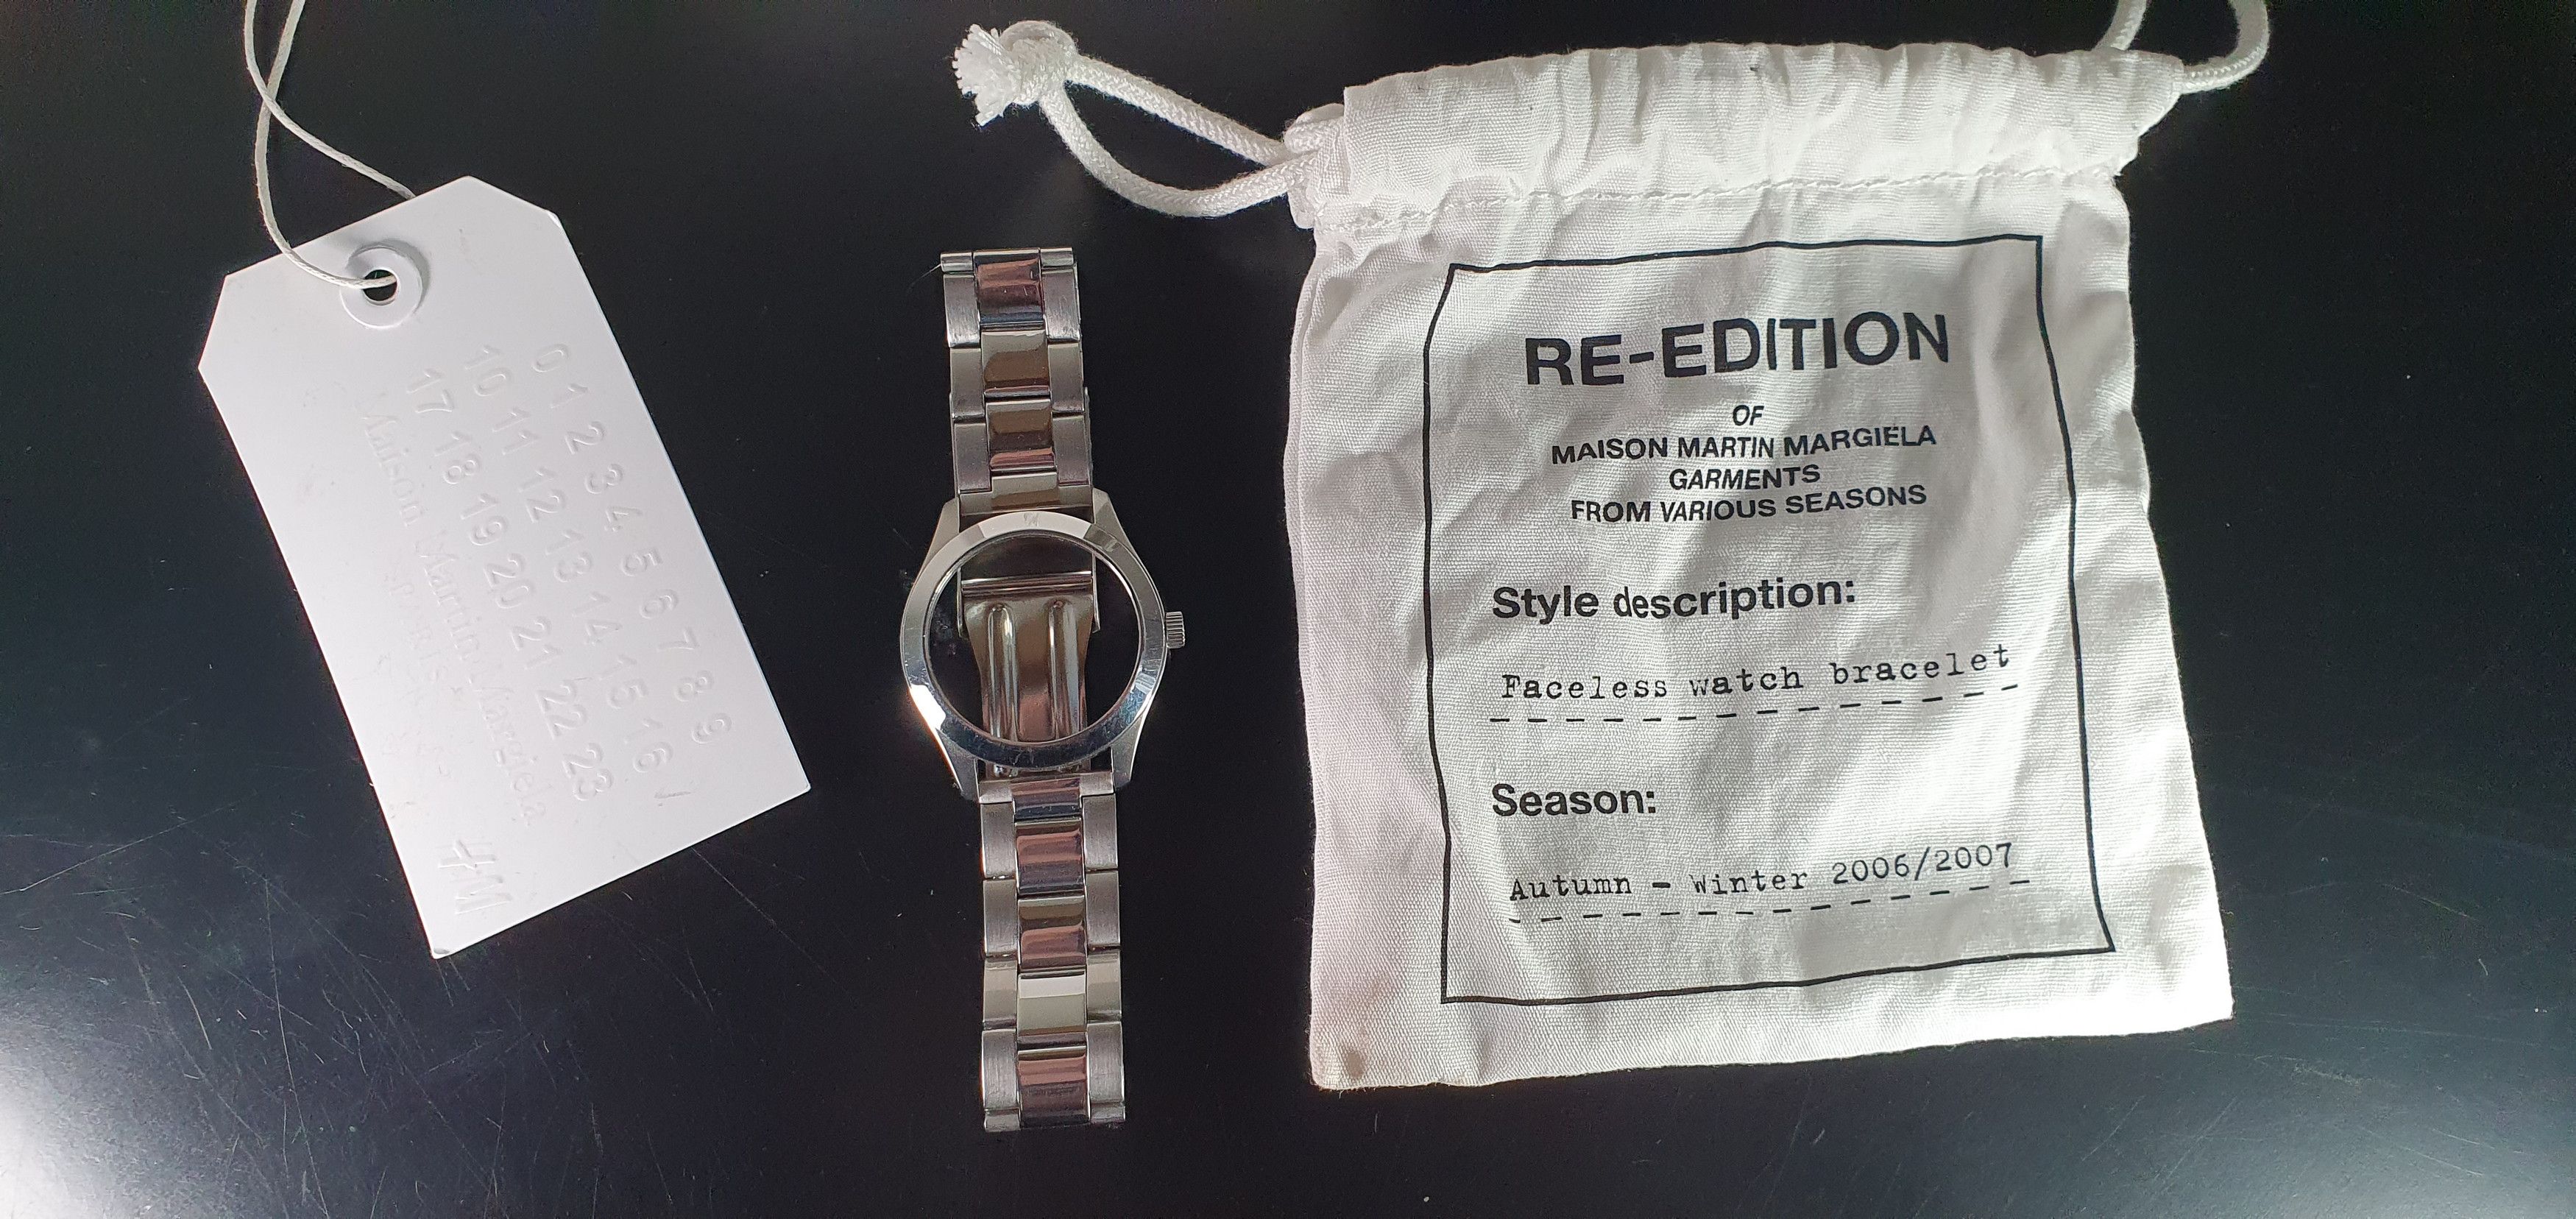 0 1 2 3 4 5 6 7 8 9
10 11 12 13 14 15 16
17 18 19 20 21 22 23
Maison Martin Margiela
PARIS
H&M
RE-EDITION
OF
MAISON MARTIN MARGIELA
GARMENTS
FROM VARIOUS SEASONS
Style description:
Faceless watch bracelet
Season:
Autumn - Winter 2006/2007